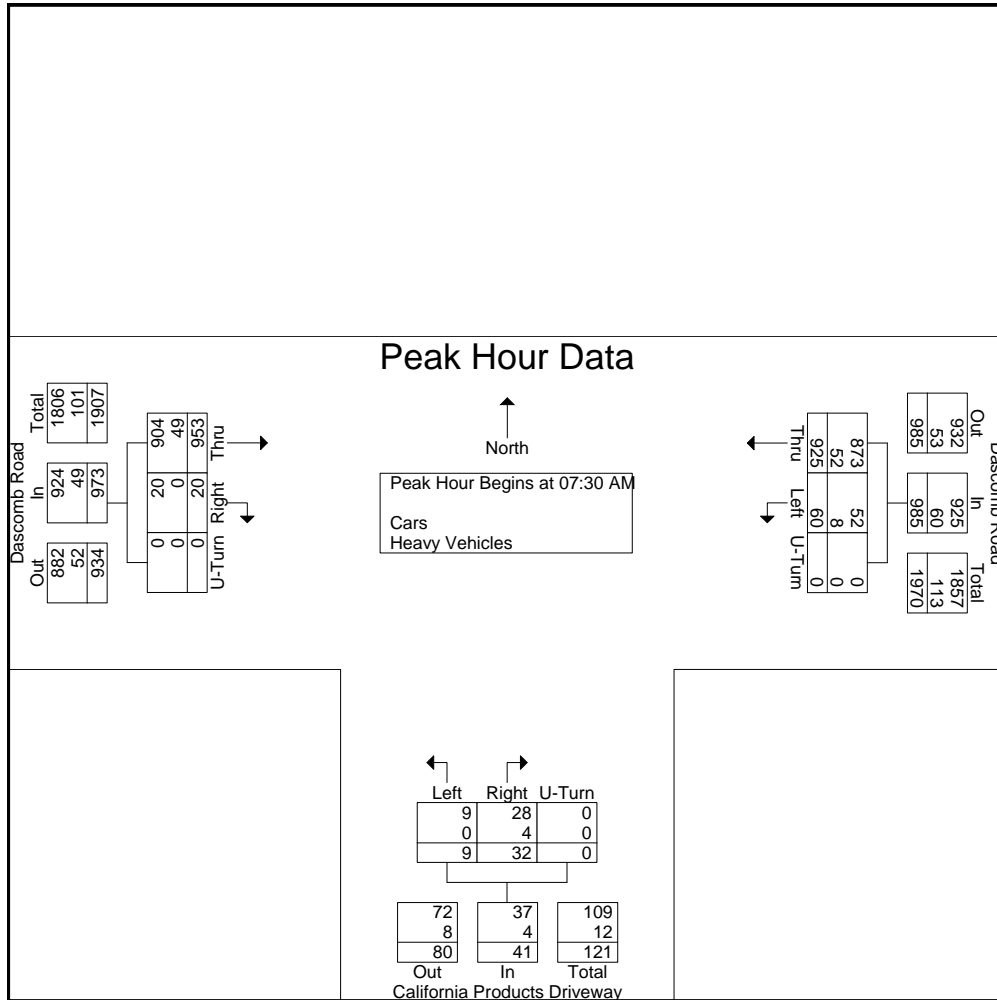 Peak Hour Data
North
Peak Hour Begins at 07:30 AM
Cars
Heavy Vehicles
Dascomb Road
Total
1806
101
1907
In
924
49
973
Out
882
52
934
904
49
953
Thru
20
0
20
Right
0
0
0
U-Turn
Thru
873
52
925
Left
52
8
60
U-Turn
0
0
0
Dascomb Road
Out
932
53
985
In
925
60
985
Total
1857
113
1970
Left Right U-Turn
9 28 0
0 4 0
9 32 0
72 37 109
8 4 12
80 41 121
Out In Total
California Products Driveway